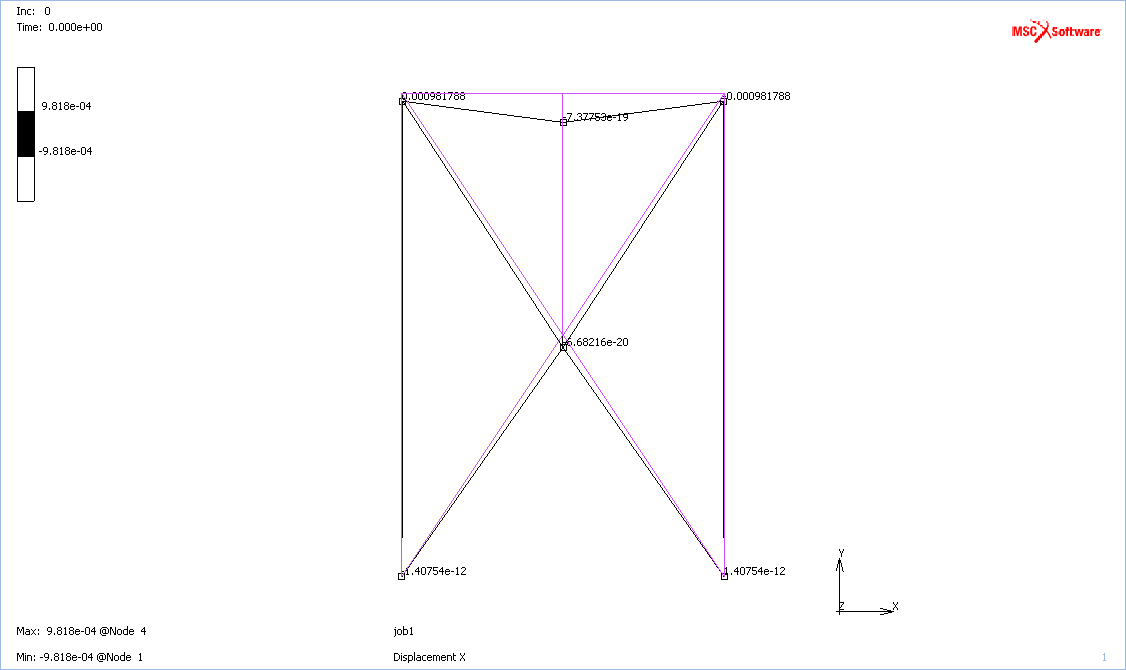 Inc: 0
Time: 0.000e+00
MSC Software
9.818e-04
-9.818e-04
0.000981788
-0.000981788
-7.37753e-19
-6.68216e-20
-1.40754e-12
1.40754e-12
Y
Z
X
Max: 9.818e-04 @Node 4
job1
Min: -9.818e-04 @Node 1
Displacement X
1